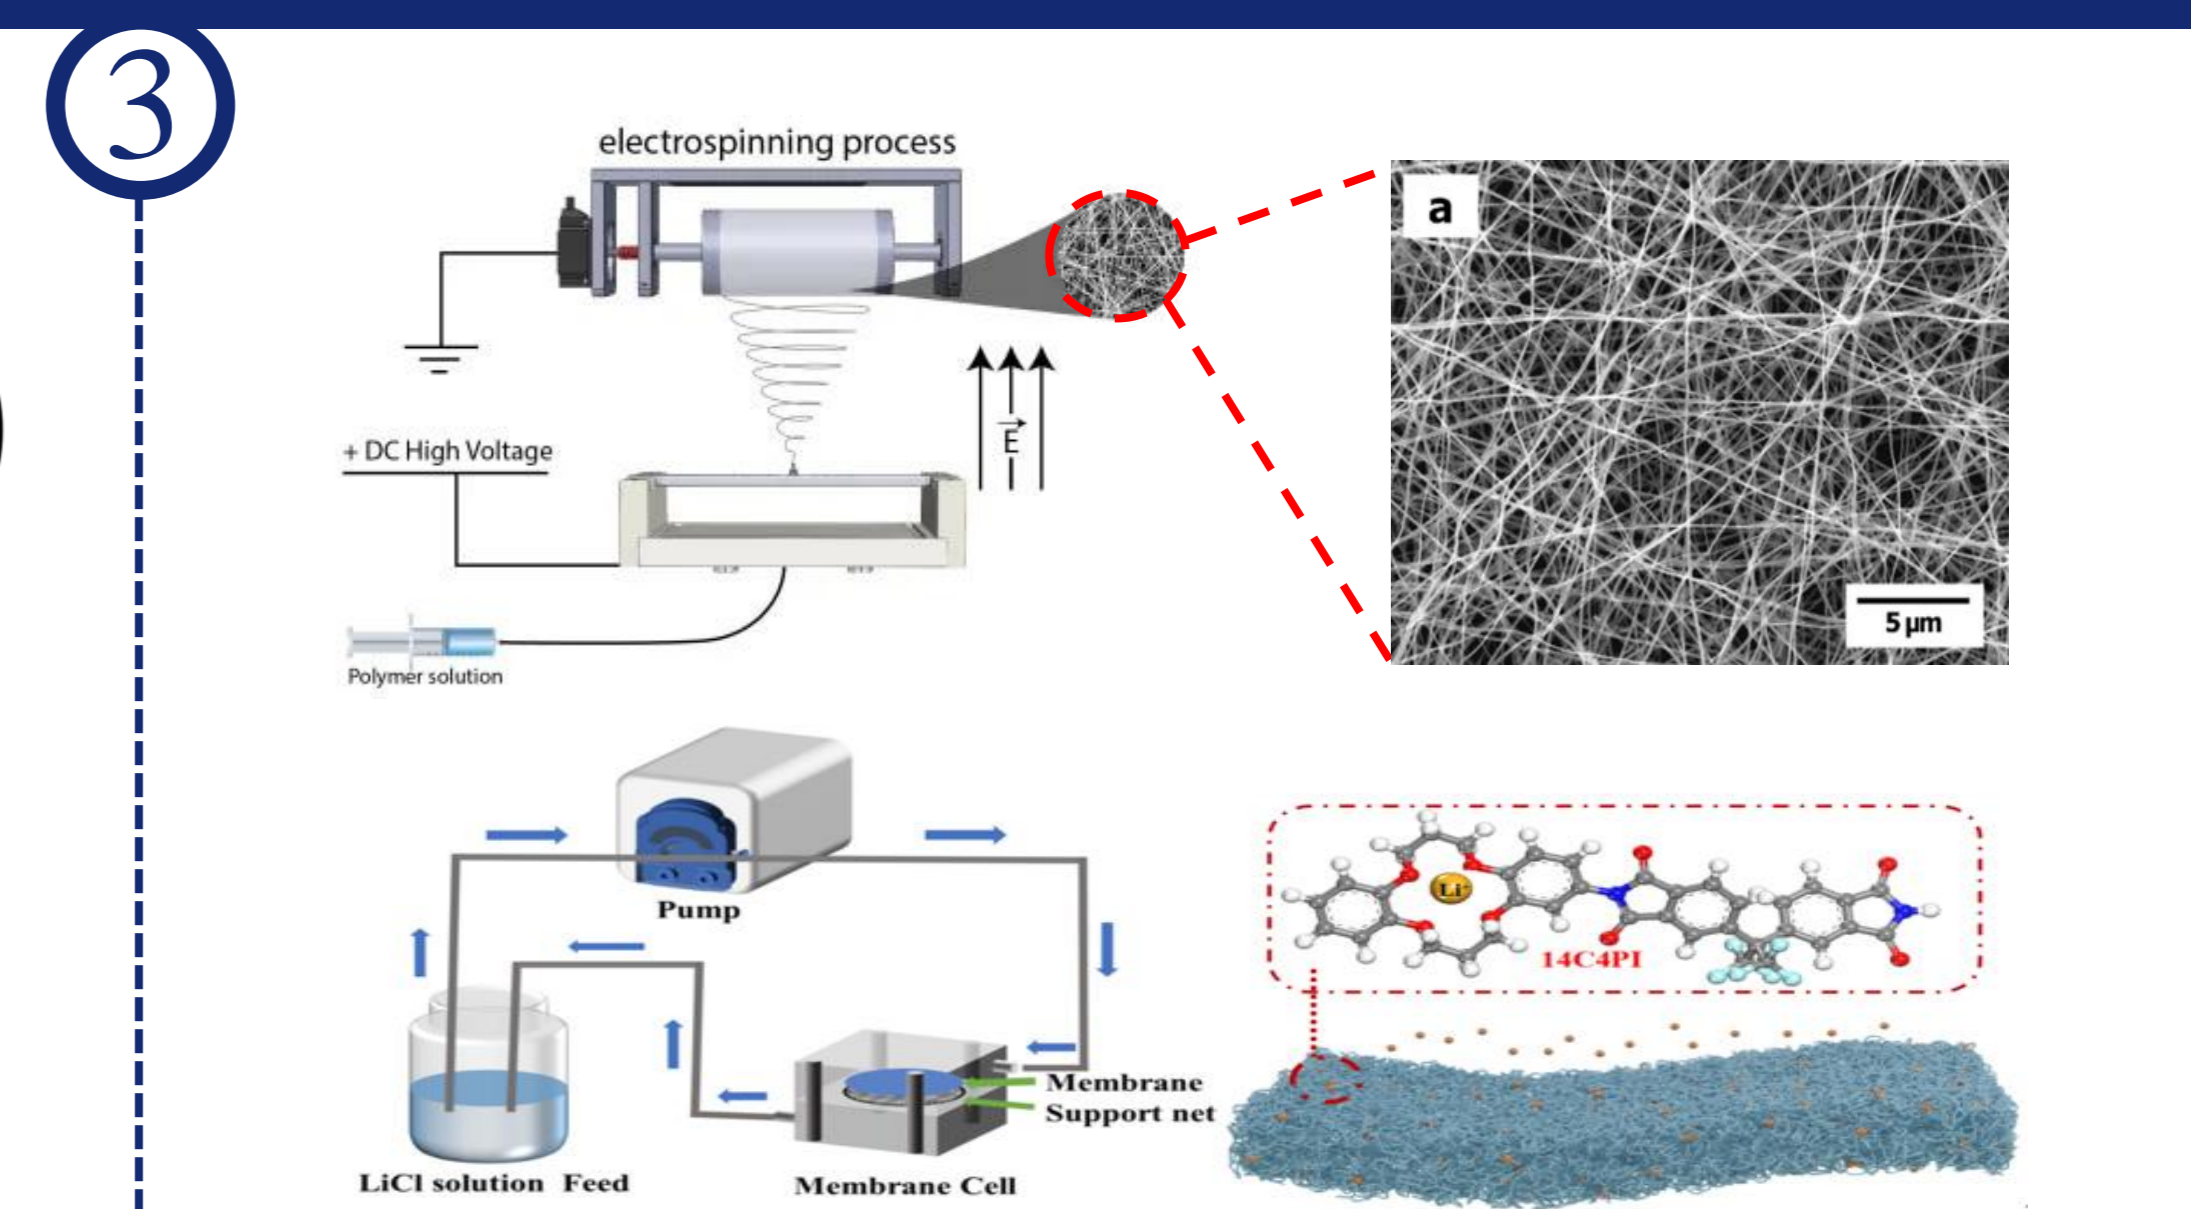 3
electrospinning process
a
E
+ DC High Voltage
5 μm
Polymer solution
Pump
Li+
14C4PI
Membrane
Support net
LiCl solution Feed
Membrane Cell